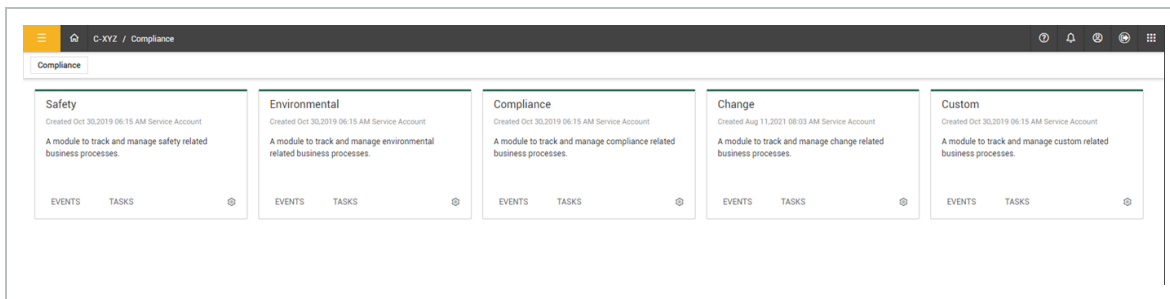 C-XYZ / Compliance
Compliance
Safety
Created Oct 30,2019 06:15 AM Service Account
A module to track and manage safety related
business processes.
EVENTS TASKS
Environmental
Created Oct 30,2019 06:15 AM Service Account
A module to track and manage environmental
related business processes.
EVENTS TASKS
Compliance
Created Oct 30,2019 06:15 AM Service Account
A module to track and manage compliance related
business processes.
EVENTS TASKS
Change
Created Aug 11,2021 08:03 AM Service Account
A module to track and manage change related
business processes.
EVENTS TASKS
Custom
Created Oct 30,2019 06:15 AM Service Account
A module to track and manage custom related
business processes.
EVENTS TASKS